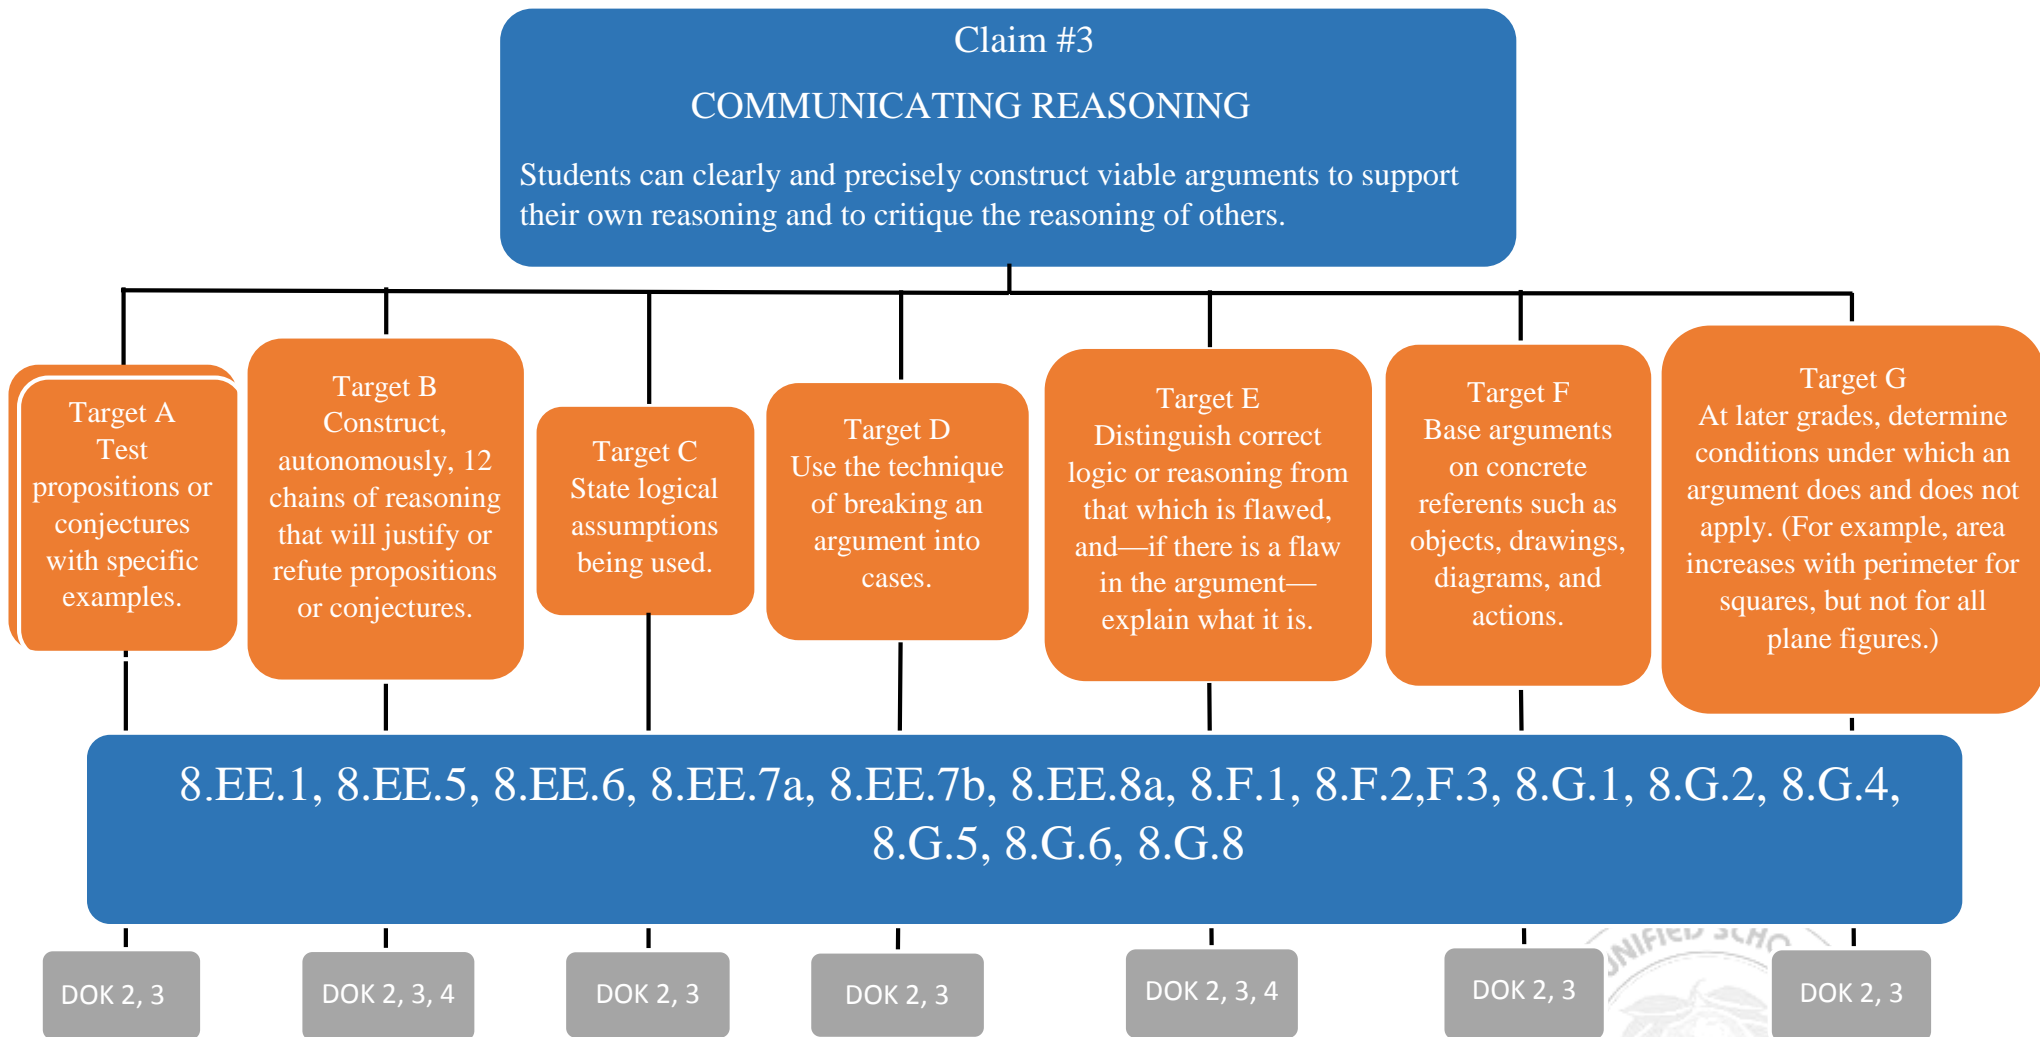 Claim #3
COMMUNICATING REASONING
Students can clearly and precisely construct viable arguments to support
their own reasoning and to critique the reasoning of others.
Target A
Test
propositions or
conjectures
with specific
examples.
Target B
Construct,
autonomously, 12
chains of reasoning
that will justify or
refute propositions
or conjectures.
Target C
State logical
assumptions
being used.
Target D
Use the technique
of breaking an
argument into
cases.
Target E
Distinguish correct
logic or reasoning from
that which is flawed,
and—if there is a flaw
in the argument—
explain what it is.
Target F
Base arguments
on concrete
referents such as
objects, drawings,
diagrams, and
actions.
Target G
At later grades, determine
conditions under which an
argument does and does not
apply. (For example, area
increases with perimeter for
squares, but not for all
plane figures.)
8.EE.1, 8.EE.5, 8.EE.6, 8.EE.7a, 8.EE.7b, 8.EE.8a, 8.F.1, 8.F.2,F.3, 8.G.1, 8.G.2, 8.G.4,
8.G.5, 8.G.6, 8.G.8
DOK 2, 3
DOK 2, 3, 4
DOK 2, 3
DOK 2, 3
DOK 2, 3, 4
DOK 2, 3
DOK 2, 3
UNIFIED